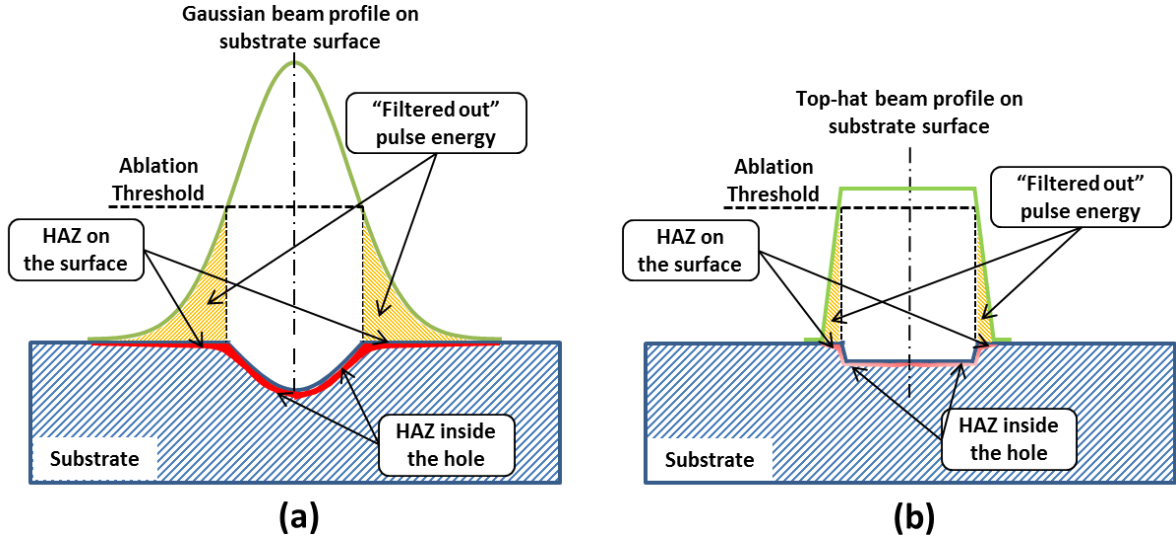 Gaussian beam profile on
substrate surface
“Filtered out”
pulse energy
Ablation
Threshold
HAZ on
the surface
HAZ inside
the hole
Substrate
(a)
Top-hat beam profile on
substrate surface
Ablation
Threshold
“Filtered out”
pulse energy
HAZ on
the surface
HAZ inside
the hole
Substrate
(b)